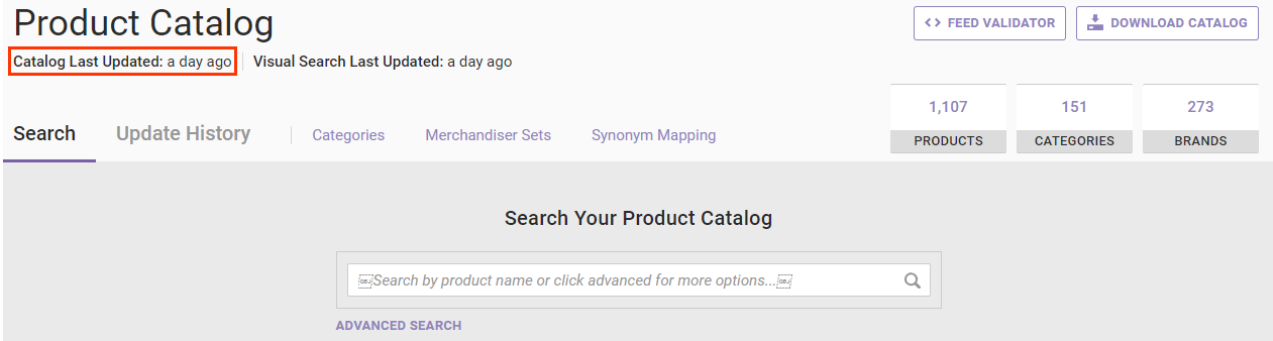 Product Catalog
<> FEED VALIDATOR
DOWNLOAD CATALOG
Catalog Last Updated: a day ago
Visual Search Last Updated: a day ago
1,107
151
273
PRODUCTS
CATEGORIES
BRANDS
Search
Update History
Categories
Merchandiser Sets
Synonym Mapping
Search Your Product Catalog
￼Search by product name or click advanced for more options...￼
ADVANCED SEARCH